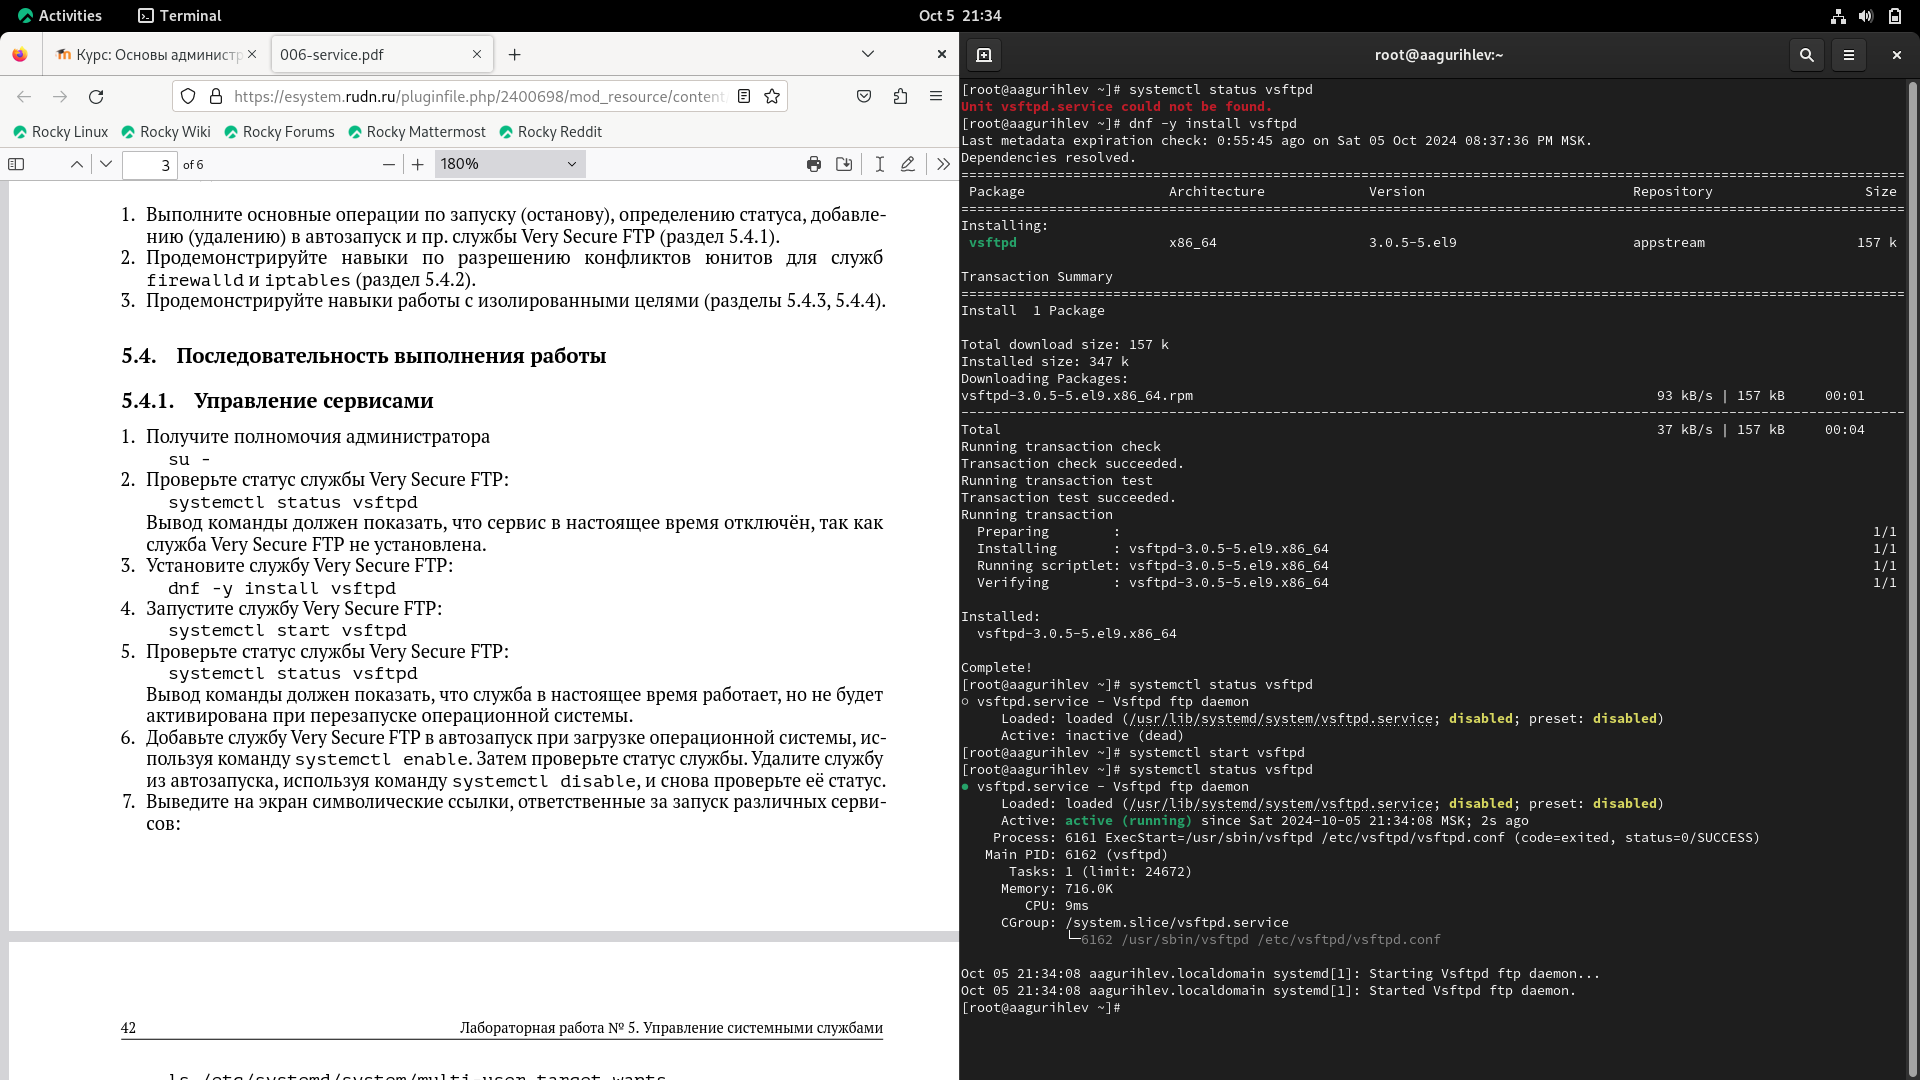 Activities Terminal Oct 5 21:34
Курс: Основы администр 006-service.pdf
https://esystem.rudn.ru/pluginfile.php/2400698/mod_resource/content
Rocky Linux Rocky Wiki Rocky Forums Rocky Mattermost Rocky Reddit
3 of 6 180%
1. Выполните основные операции по запуску (останову), определению статуса, добавле-
нию (удалению) в автозапуск и пр. службы Very Secure FTP (раздел 5.4.1).
2. Продемонстрируйте навыки по разрешению конфликтов юнитов для служб
firewalld и iptables (раздел 5.4.2).
3. Продемонстрируйте навыки работы с изолированными целями (разделы 5.4.3, 5.4.4).
5.4. Последовательность выполнения работы
5.4.1. Управление сервисами
1. Получите полномочия администратора
su -
2. Проверьте статус службы Very Secure FTP:
systemctl status vsftpd
Вывод команды должен показать, что сервис в настоящее время отключён, так как
служба Very Secure FTP не установлена.
3. Установите службу Very Secure FTP:
dnf -y install vsftpd
4. Запустите службу Very Secure FTP:
systemctl start vsftpd
5. Проверьте статус службы Very Secure FTP:
systemctl status vsftpd
Вывод команды должен показать, что служба в настоящее время работает, но не будет
активирована при перезапуске операционной системы.
6. Добавьте службу Very Secure FTP в автозапуск при загрузке операционной системы, ис-
пользуя команду systemctl enable. Затем проверьте статус службы. Удалите службу
из автозапуска, используя команду systemctl disable, и снова проверьте её статус.
7. Выведите на экран символические ссылки, ответственные за запуск различных серви-
сов:
42 Лабораторная работа № 5. Управление системными службами
ls /etc/systemd/system/multi-user.target.wants
root@aagurihlev:~
[root@aagurihlev ~]# systemctl status vsftpd
Unit vsftpd.service could not be found.
[root@aagurihlev ~]# dnf -y install vsftpd
Last metadata expiration check: 0:55:45 ago on Sat 05 Oct 2024 08:37:36 PM MSK.
Dependencies resolved.
Package Architecture Version Repository Size
Installing:
vsftpd x86_64 3.0.5-5.el9 appstream 157 k
Transaction Summary
Install 1 Package
Total download size: 157 k
Installed size: 347 k
Downloading Packages:
vsftpd-3.0.5-5.el9.x86_64.rpm 93 kB/s | 157 kB 00:01
Total 37 kB/s | 157 kB 00:04
Running transaction check
Transaction check succeeded.
Running transaction test
Transaction test succeeded.
Running transaction
Preparing : 1/1
Installing : vsftpd-3.0.5-5.el9.x86_64 1/1
Running scriptlet: vsftpd-3.0.5-5.el9.x86_64 1/1
Verifying : vsftpd-3.0.5-5.el9.x86_64 1/1
Installed:
vsftpd-3.0.5-5.el9.x86_64
Complete!
[root@aagurihlev ~]# systemctl status vsftpd
○ vsftpd.service - Vsftpd ftp daemon
Loaded: loaded (/usr/lib/systemd/system/vsftpd.service; disabled; preset: disabled)
Active: inactive (dead)
[root@aagurihlev ~]# systemctl start vsftpd
[root@aagurihlev ~]# systemctl status vsftpd
● vsftpd.service - Vsftpd ftp daemon
Loaded: loaded (/usr/lib/systemd/system/vsftpd.service; disabled; preset: disabled)
Active: active (running) since Sat 2024-10-05 21:34:08 MSK; 2s ago
Process: 6161 ExecStart=/usr/sbin/vsftpd /etc/vsftpd/vsftpd.conf (code=exited, status=0/SUCCESS)
Main PID: 6162 (vsftpd)
Tasks: 1 (limit: 24672)
Memory: 716.0K
CPU: 9ms
CGroup: /system.slice/vsftpd.service
└─6162 /usr/sbin/vsftpd /etc/vsftpd/vsftpd.conf
Oct 05 21:34:08 aagurihlev.localdomain systemd[1]: Starting Vsftpd ftp daemon...
Oct 05 21:34:08 aagurihlev.localdomain systemd[1]: Started Vsftpd ftp daemon.
[root@aagurihlev ~]#